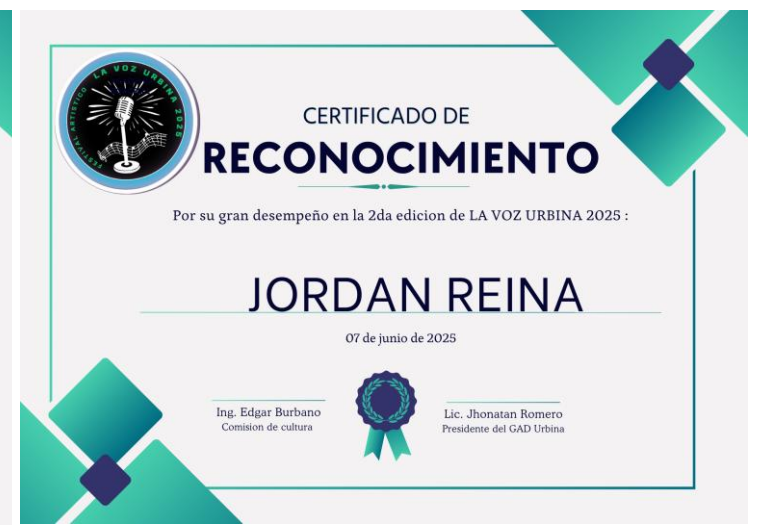 FESTIVAL ARTISTICO LA VOZ URBINA 2025
CERTIFICADO DE
RECONOCIMIENTO
Por su gran desempeño en la 2da edicion de LA VOZ URBINA 2025 :
JORDAN REINA
07 de junio de 2025
Ing. Edgar Burbano
Comision de cultura
Lic. Jhonatan Romero
Presidente del GAD Urbina